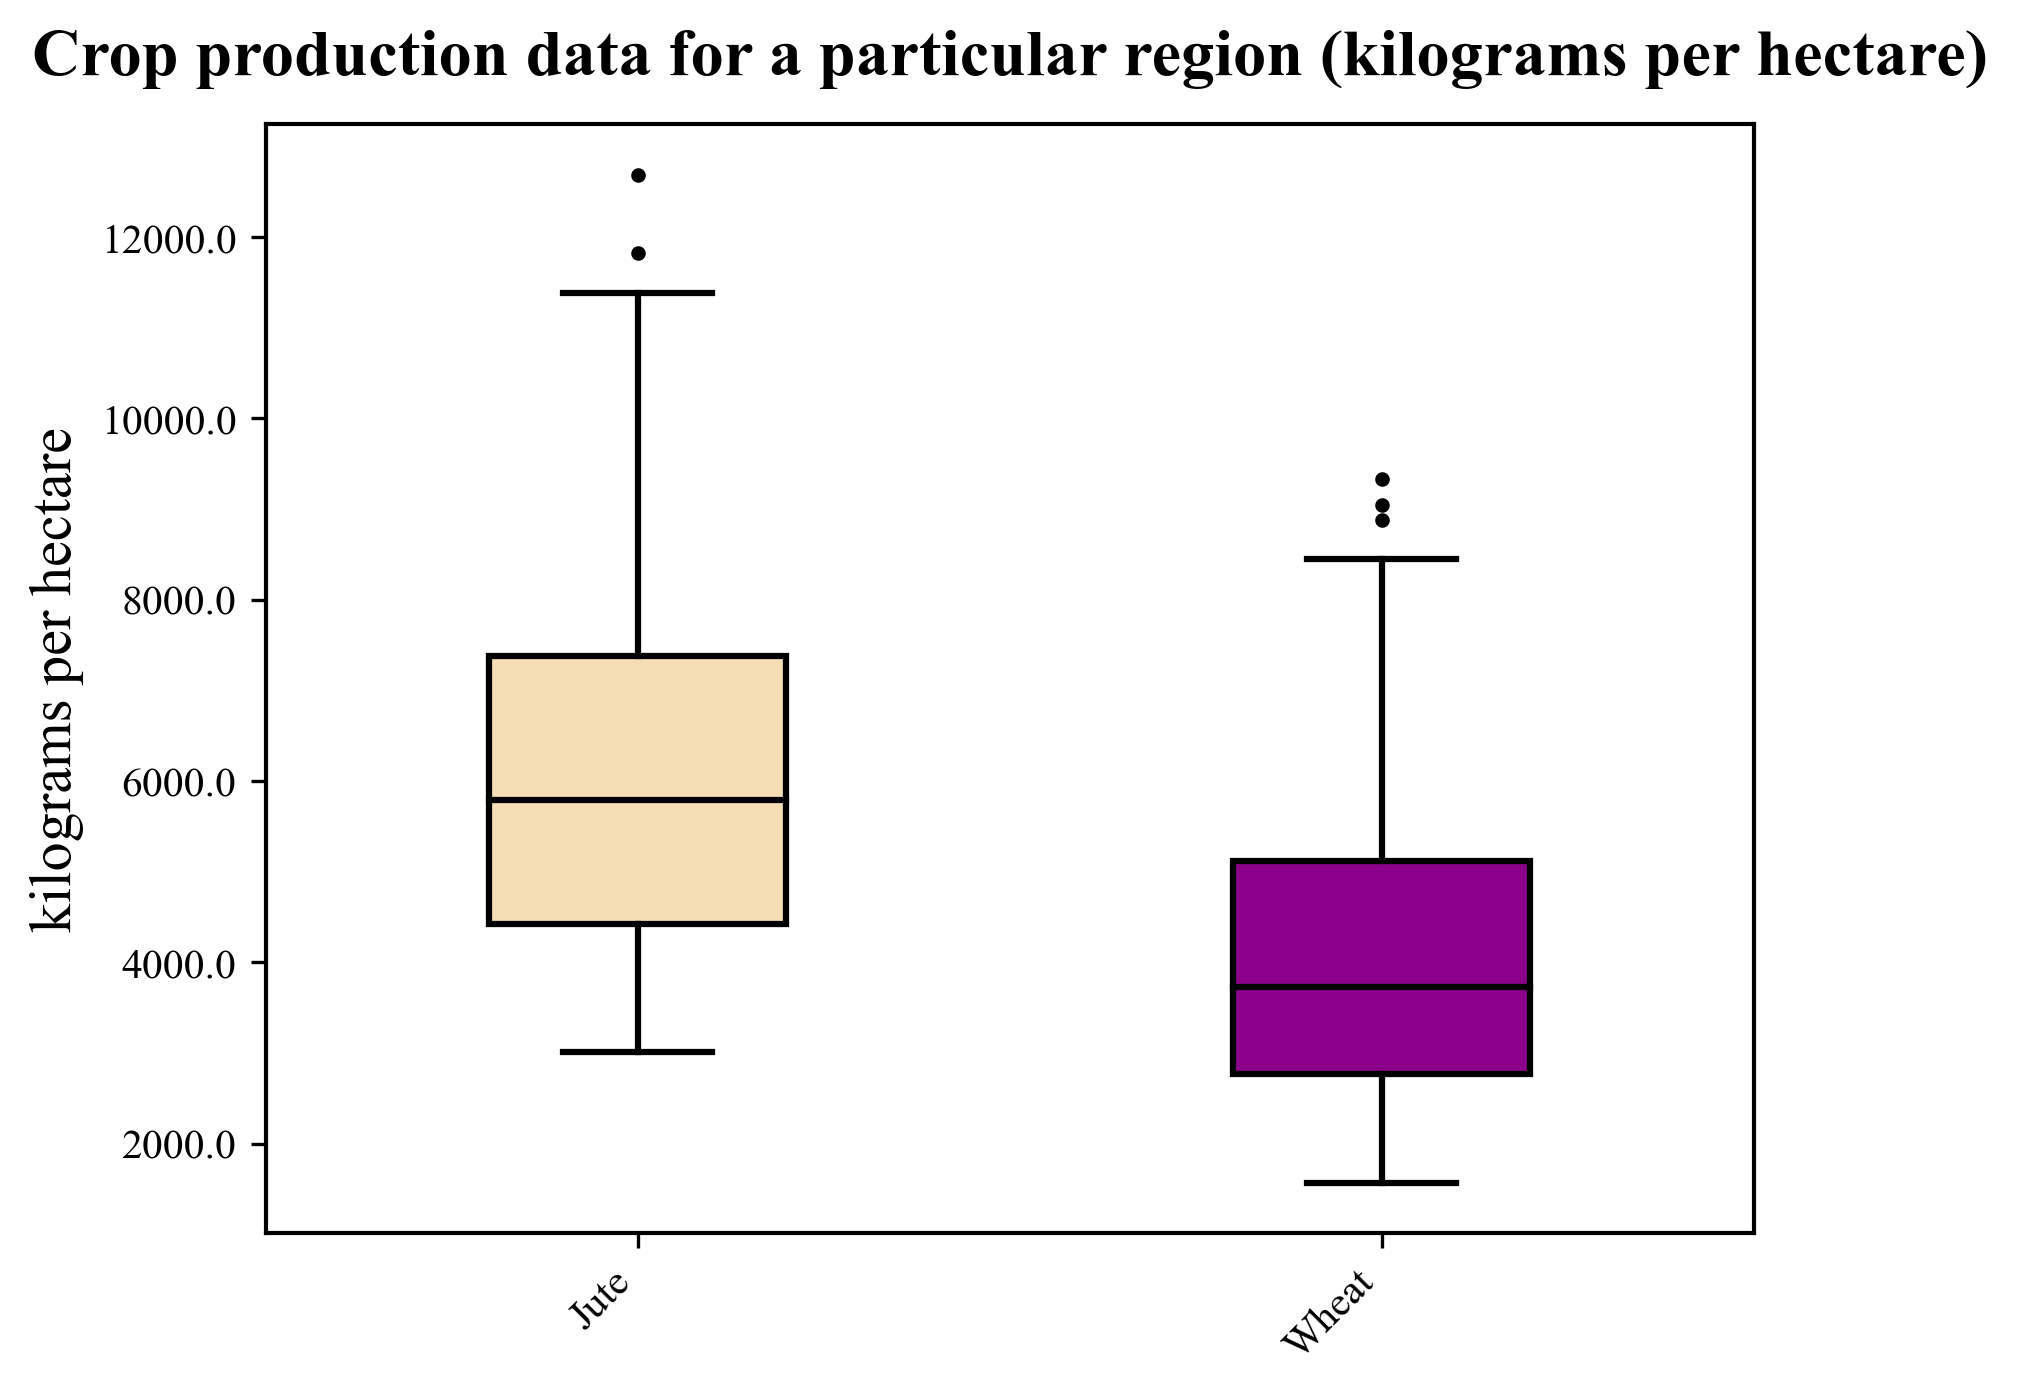 Crop production data for a particular region (kilograms per hectare)
kilograms per hectare
12000.0
10000.0
8000.0
6000.0
4000.0
2000.0
Jute
Wheat